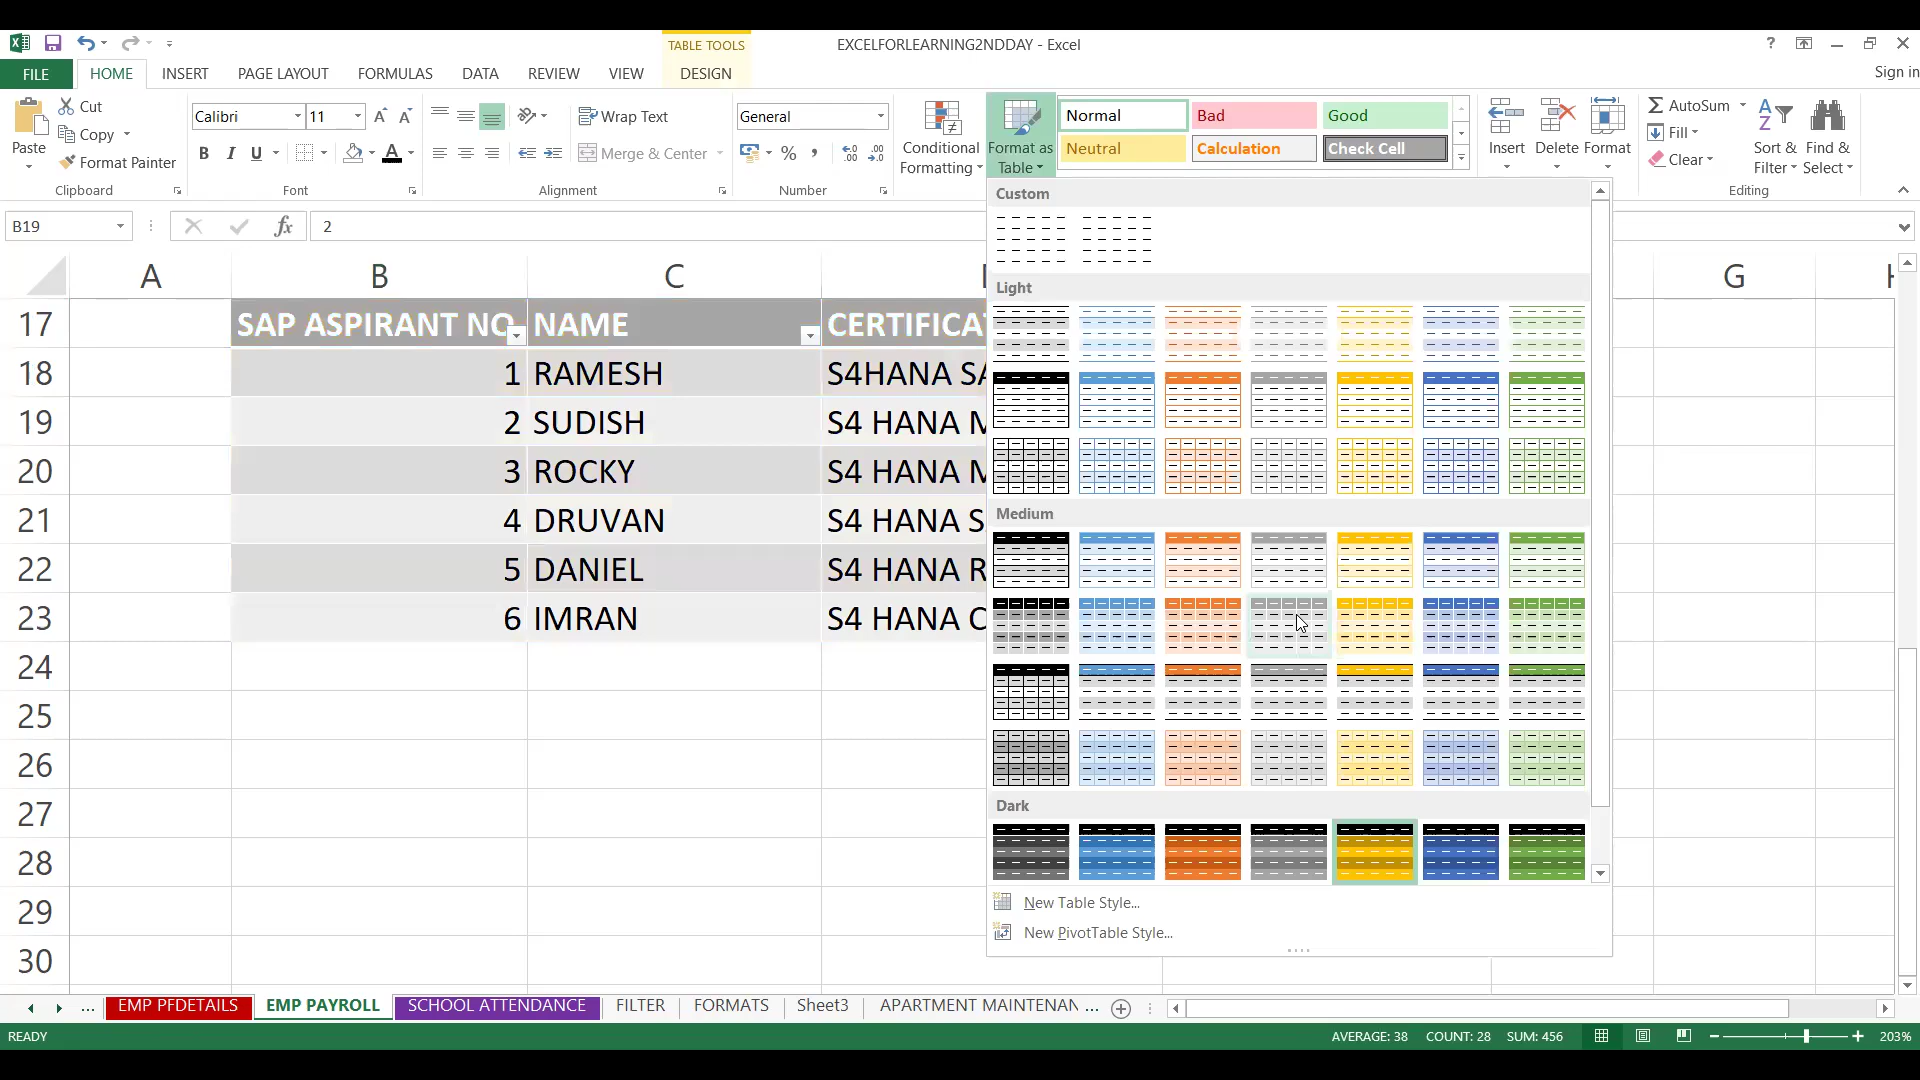 TABLE TOOLS
EXCELFORLEARNING2NDDAY - Excel
?
FILE HOME INSERT PAGE LAYOUT FORMULAS DATA REVIEW VIEW DESIGN Sign in
Paste
Cut
Copy
Format Painter
Clipboard
Calibri 11
B I U A
Font
Wrap Text
Merge & Center
Alignment
General
% ,
Number
Conditional Formatting
Format as Table
Normal Bad Good
Neutral Calculation Check Cell
Insert Delete Format
AutoSum
Fill
Clear
Sort & Filter
Find & Select
Editing
B19 fx 2
Custom
Light
Medium
Dark
New Table Style...
New PivotTable Style...
A B C G
17 SAP ASPIRANT NO NAME
18 1 RAMESH S4HANA
19 2 SUDISH S4 HANA
20 3 ROCKY S4 HANA
21 4 DRUVAN S4 HANA
22 5 DANIEL S4 HANA
23 6 IMRAN S4 HANA
24
25
26
27
28
29
30
... EMP PFDETAILS EMP PAYROLL SCHOOL ATTENDANCE FILTER FORMATS Sheet3 APARTMENT MAINTENAN ...
READY AVERAGE: 38 COUNT: 28 SUM: 456 203%